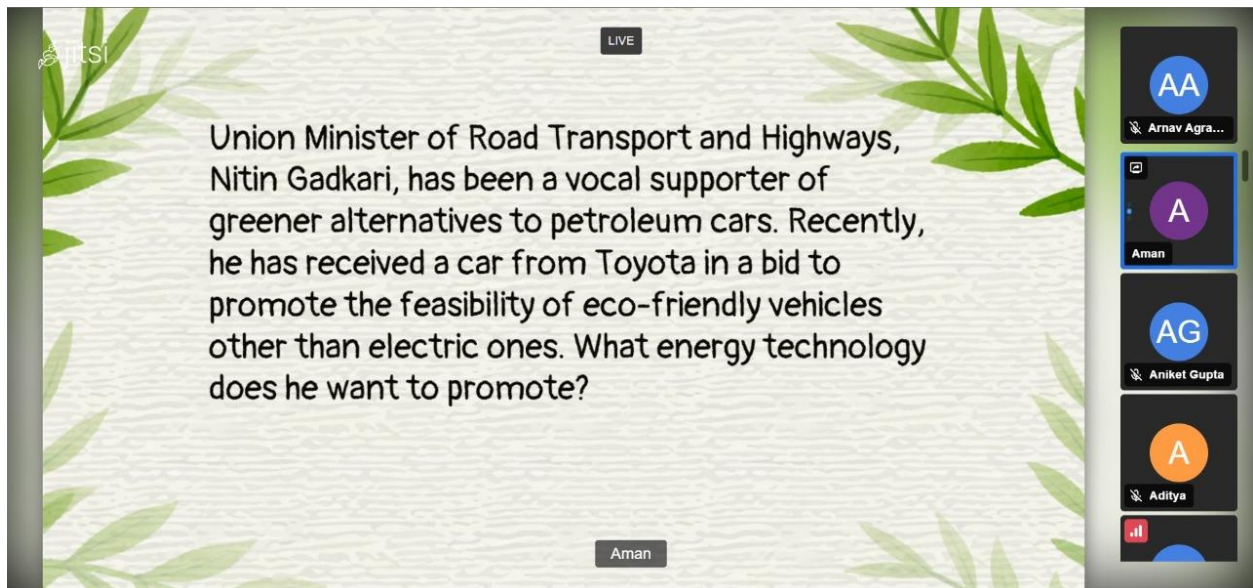 jitsi
LIVE
Union Minister of Road Transport and Highways,
Nitin Gadkari, has been a vocal supporter of
greener alternatives to petroleum cars. Recently,
he has received a car from Toyota in a bid to
promote the feasibility of eco-friendly vehicles
other than electric ones. What energy technology
does he want to promote?
Aman
AA
Arnav Agra...
A
Aman
AG
Aniket Gupta
A
Aditya